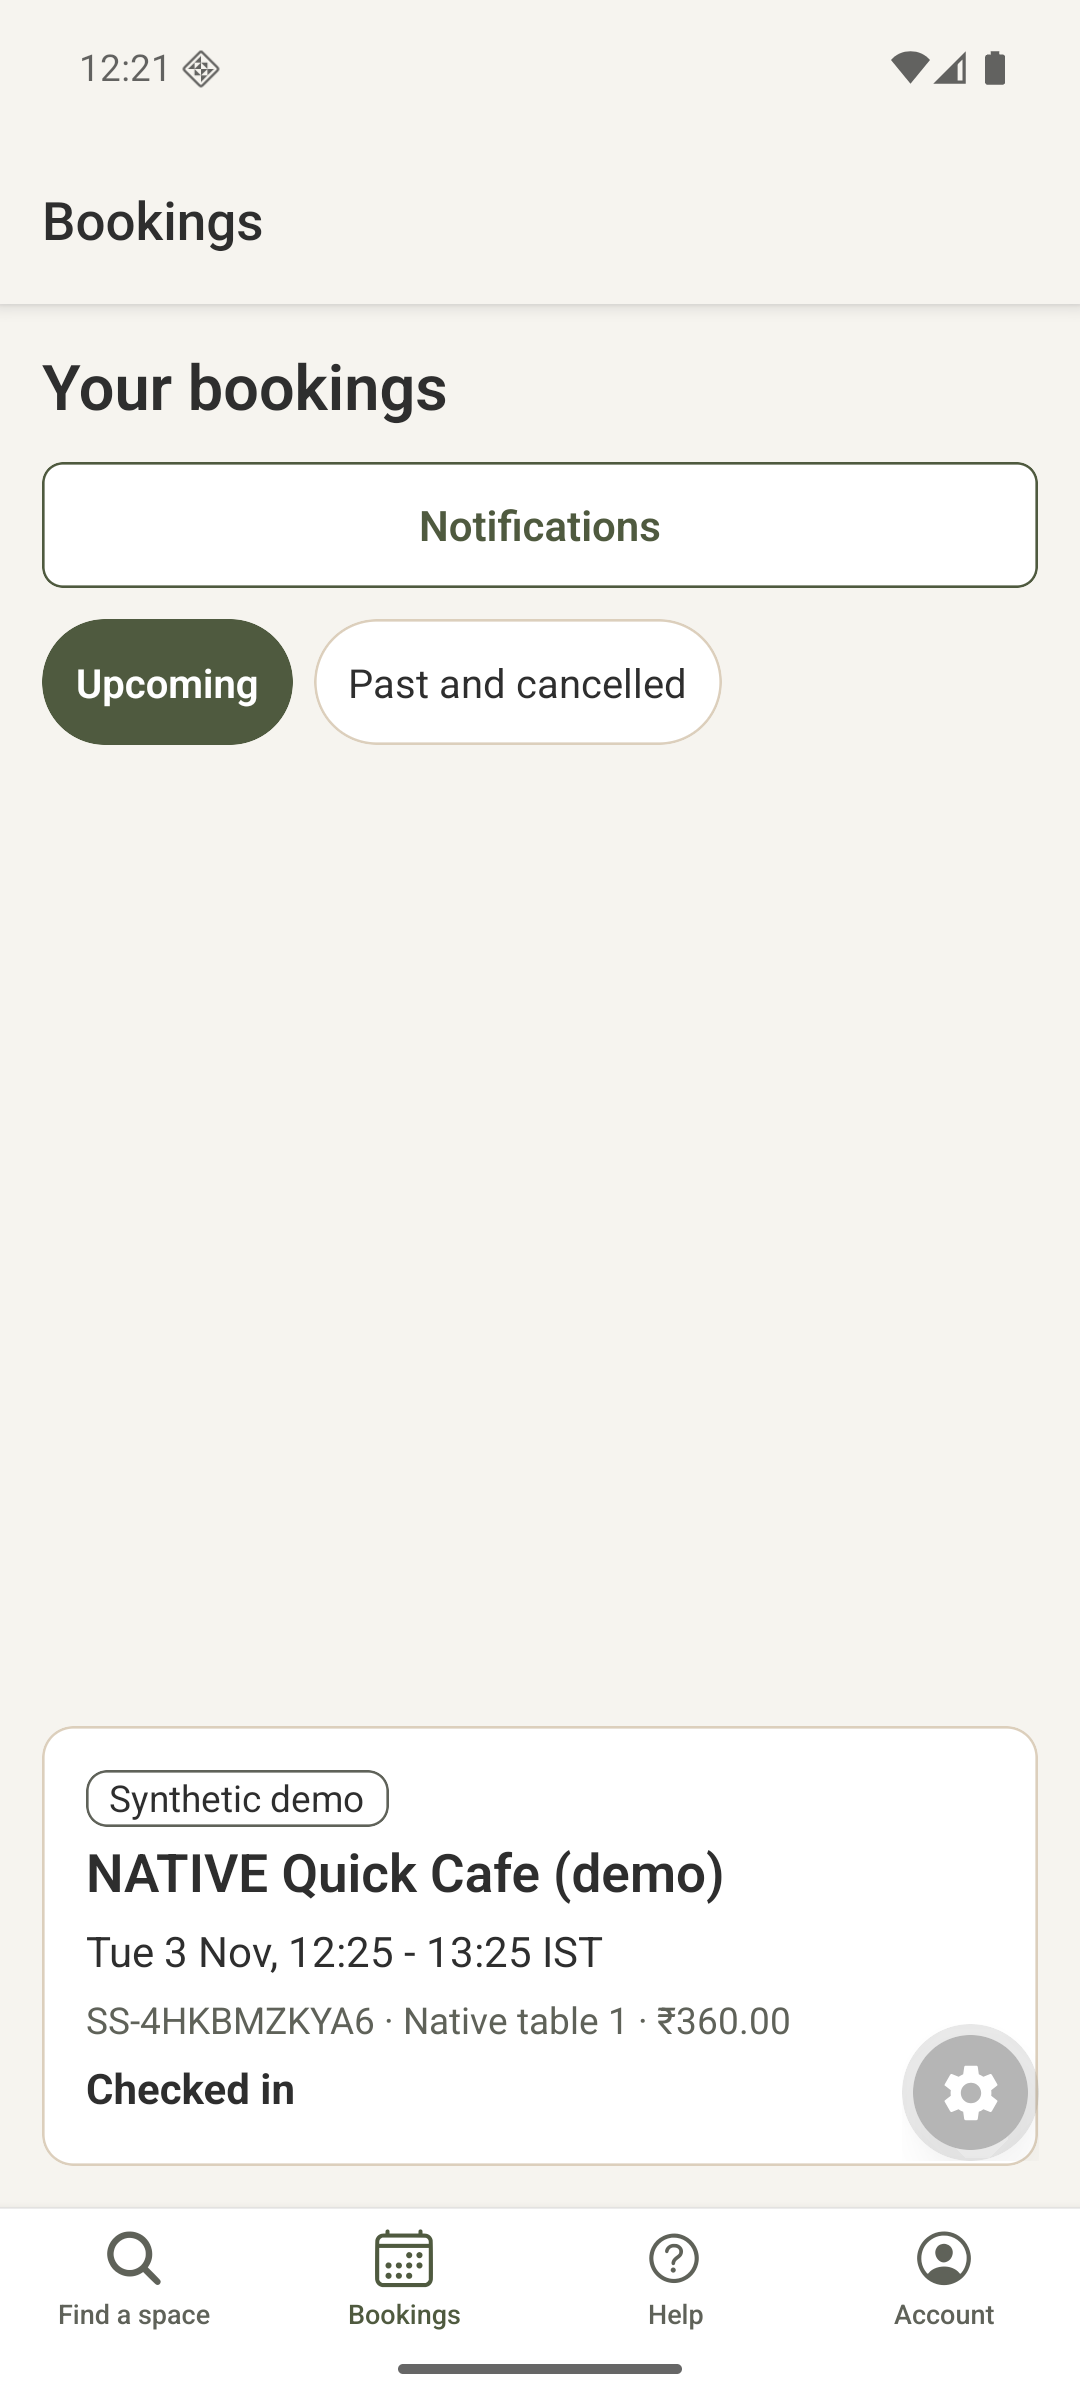 12:21
Bookings
Your bookings
Notifications
Upcoming
Past and cancelled
Synthetic demo
NATIVE Quick Cafe (demo)
Tue 3 Nov, 12:25 - 13:25 IST
SS-4HKBMZKYA6 · Native table 1 · ₹360.00
Checked in
Find a space
Bookings
Help
Account